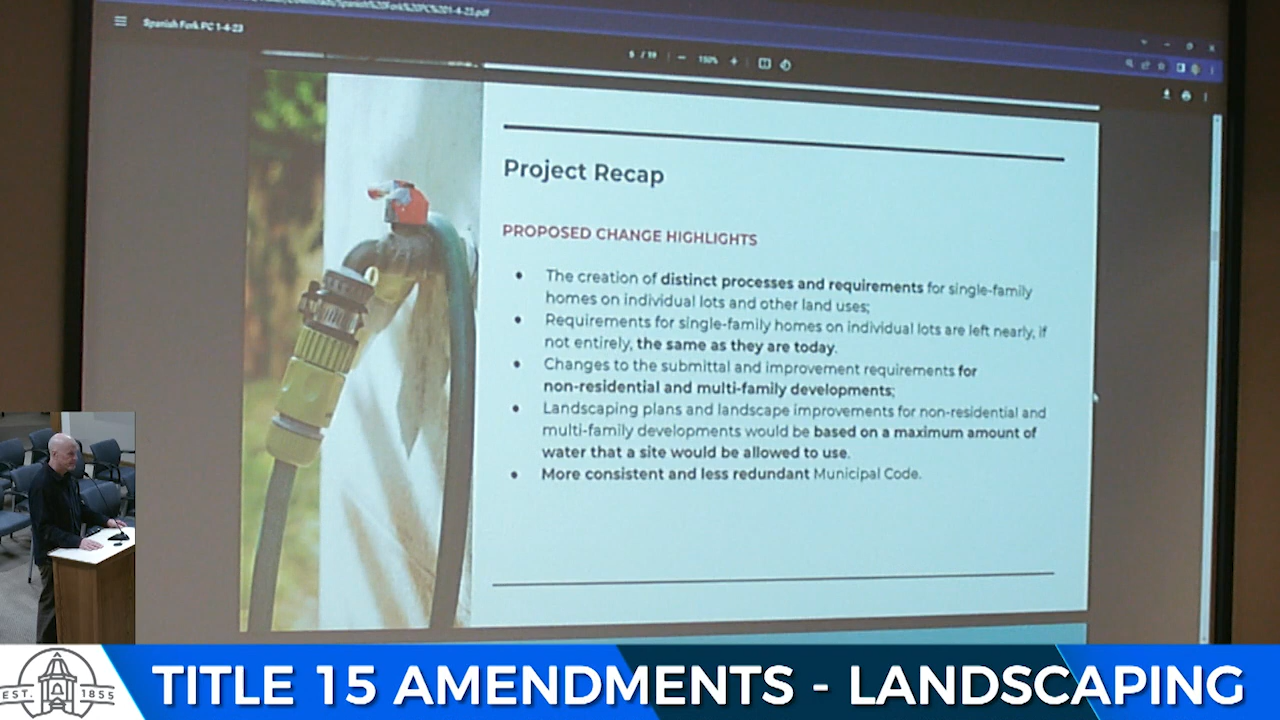 Spanish Fork PC 1-4-23
6 / 19
150%
Project Recap
PROPOSED CHANGE HIGHLIGHTS
• The creation of distinct processes and requirements for single-family
homes on individual lots and other land uses;
• Requirements for single-family homes on individual lots are left nearly, if
not entirely, the same as they are today.
• Changes to the submittal and improvement requirements for
non-residential and multi-family developments;
• Landscaping plans and landscape improvements for non-residential and
multi-family developments would be based on a maximum amount of
water that a site would be allowed to use.
• More consistent and less redundant Municipal Code.
EST. 1855
TITLE 15 AMENDMENTS - LANDSCAPING